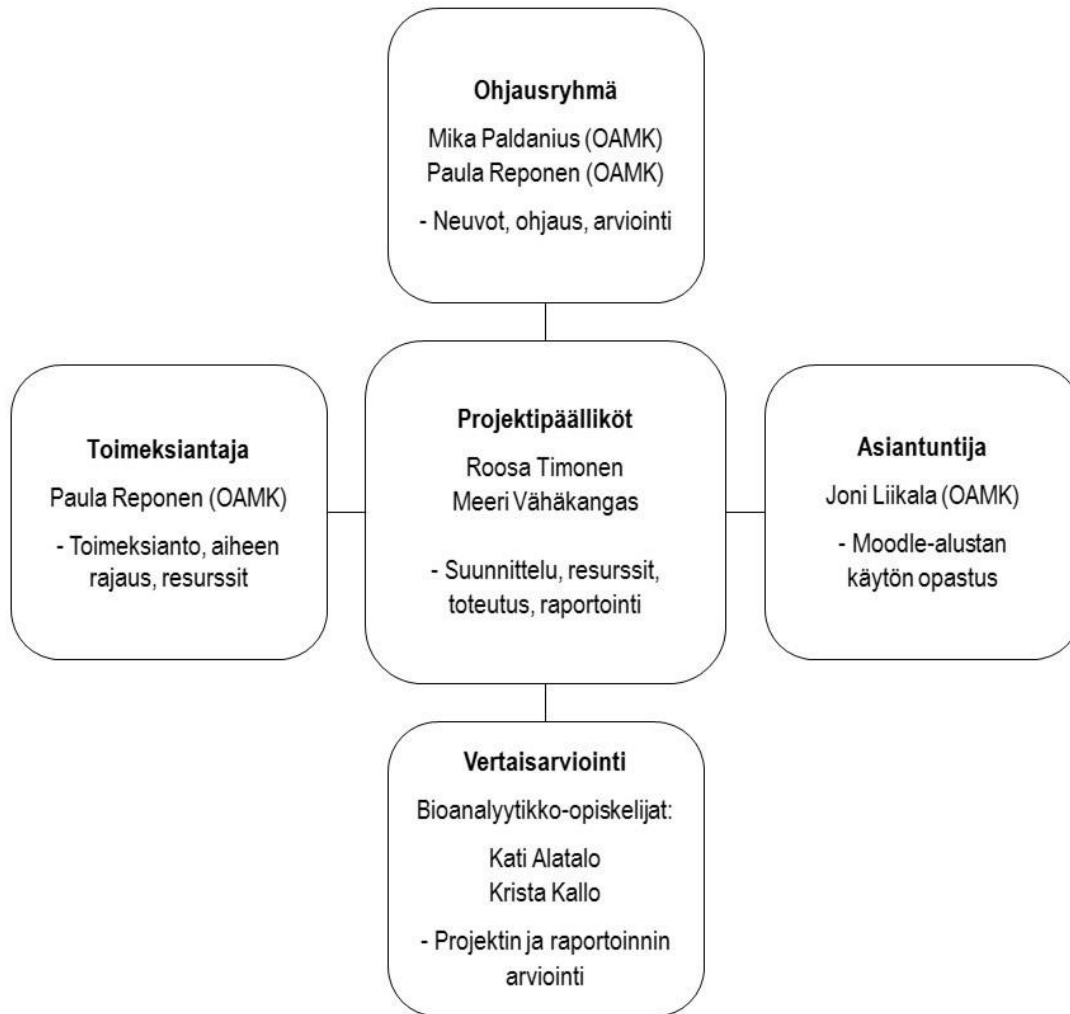 Ohjausryhmä
Mika Paldanius (OAMK)
Paula Reponen (OAMK)
- Neuvot, ohjaus, arviointi
Toimeksiantaja
Paula Reponen (OAMK)
- Toimeksianto, aiheen
rajaus, resurssit
Projektipäälliköt
Roosa Timonen
Meeri Vähäkangas
- Suunnittelu, resurssit,
toteutus, raportointi
Asiantuntija
Joni Liikala (OAMK)
- Moodle-alustan
käytön opastus
Vertaisarviointi
Bioanalyytikko-opiskelijat:
Kati Alatalo
Krista Kallo
- Projektin ja raportoinnin
arviointi